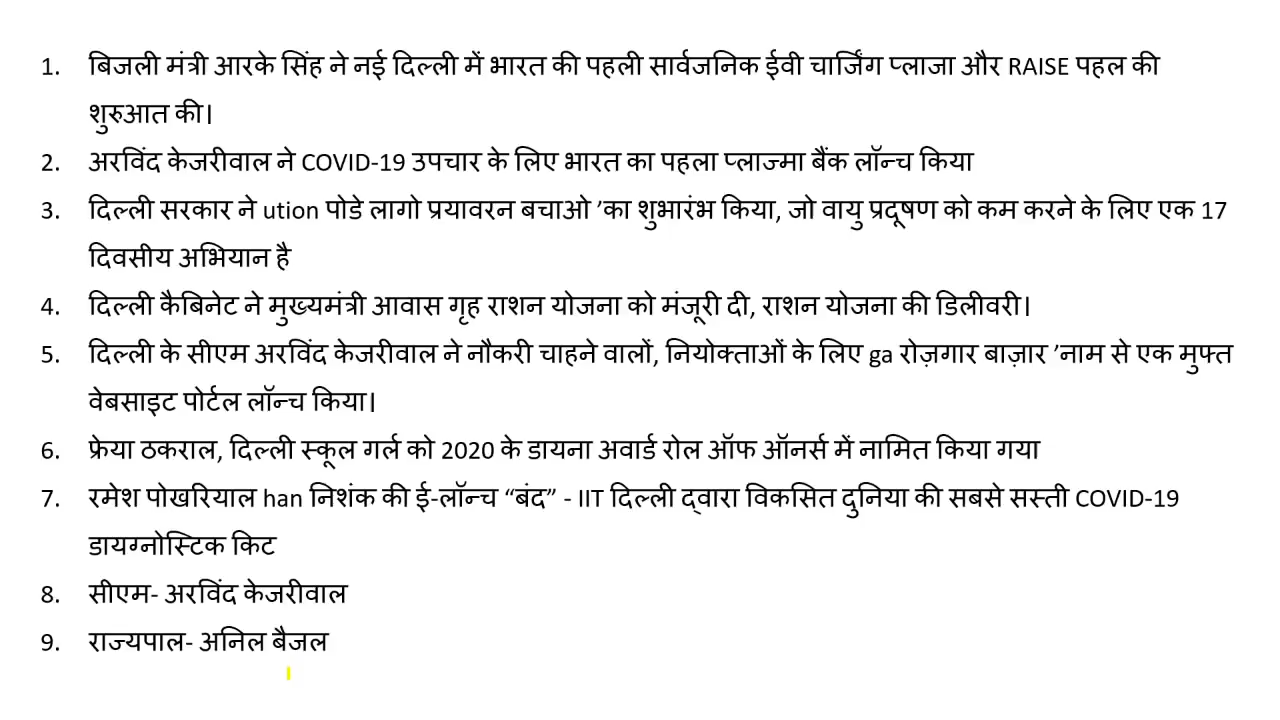 1. बिजली मंत्री आरके सिंह ने नई दिल्ली में भारत की पहली सार्वजनिक ईवी चार्जिंग प्लाजा और RAISE पहल की
शुरुआत की।
2. अरविंद केजरीवाल ने COVID-19 उपचार के लिए भारत का पहला प्लाज्मा बैंक लॉन्च किया
3. दिल्ली सरकार ने ution पोडे लागो प्रयावरन बचाओ ’का शुभारंभ किया, जो वायु प्रदूषण को कम करने के लिए एक 17
दिवसीय अभियान है
4. दिल्ली कैबिनेट ने मुख्यमंत्री आवास गृह राशन योजना को मंजूरी दी, राशन योजना की डिलीवरी।
5. दिल्ली के सीएम अरविंद केजरीवाल ने नौकरी चाहने वालों, नियोक्ताओं के लिए ga रोज़गार बाज़ार ’नाम से एक मुफ्त
वेबसाइट पोर्टल लॉन्च किया।
6. फ्रेया ठकराल, दिल्ली स्कूल गर्ल को 2020 के डायना अवार्ड रोल ऑफ ऑनर्स में नामित किया गया
7. रमेश पोखरियाल han निशंक की ई-लॉन्च “बंद” - IIT दिल्ली द्वारा विकसित दुनिया की सबसे सस्ती COVID-19
डायग्नोस्टिक किट
8. सीएम- अरविंद केजरीवाल
9. राज्यपाल- अनिल बैजल